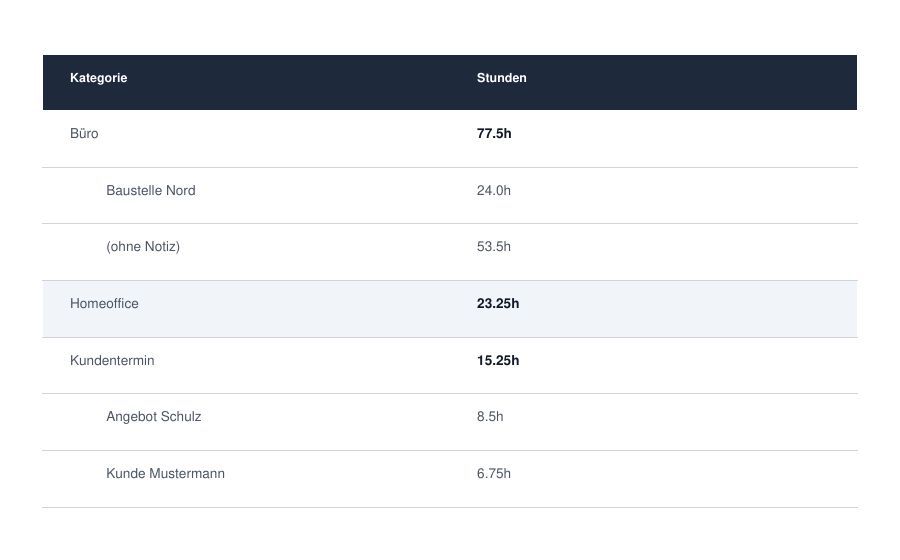 Kategorie Stunden
Büro 77.5h
Baustelle Nord 24.0h
(ohne Notiz) 53.5h
Homeoffice 23.25h
Kundentermin 15.25h
Angebot Schulz 8.5h
Kunde Mustermann 6.75h